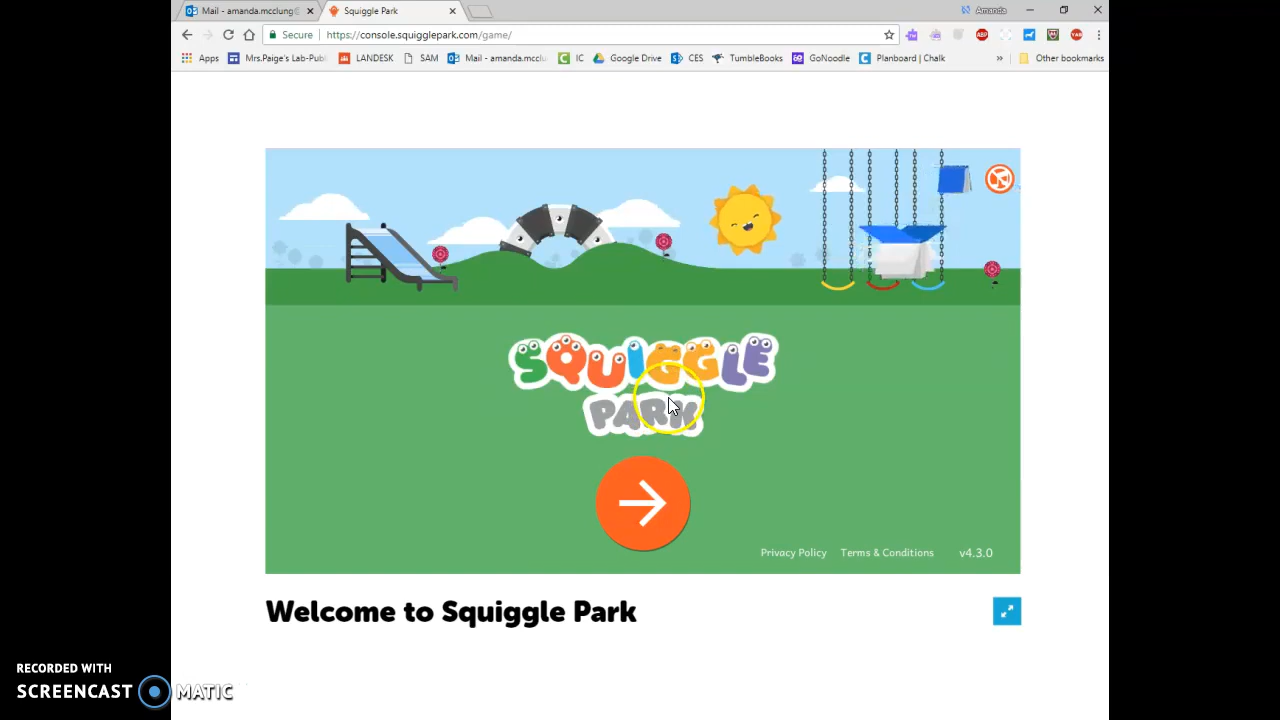 Mail - amanda.mcclung@
Squiggle Park
Amanda
Secure
https://console.squigglepark.com/game/
Apps
Mrs.Paige's Lab-Publ
LANDESK
SAM
Mail - amanda.mcclu
IC
Google Drive
CES
TumbleBooks
GoNoodle
Planboard | Chalk
»
Other bookmarks
SQUIGGLE
PARK
Privacy Policy
Terms & Conditions
v4.3.0
Welcome to Squiggle Park
RECORDED WITH
SCREENCAST MATIC